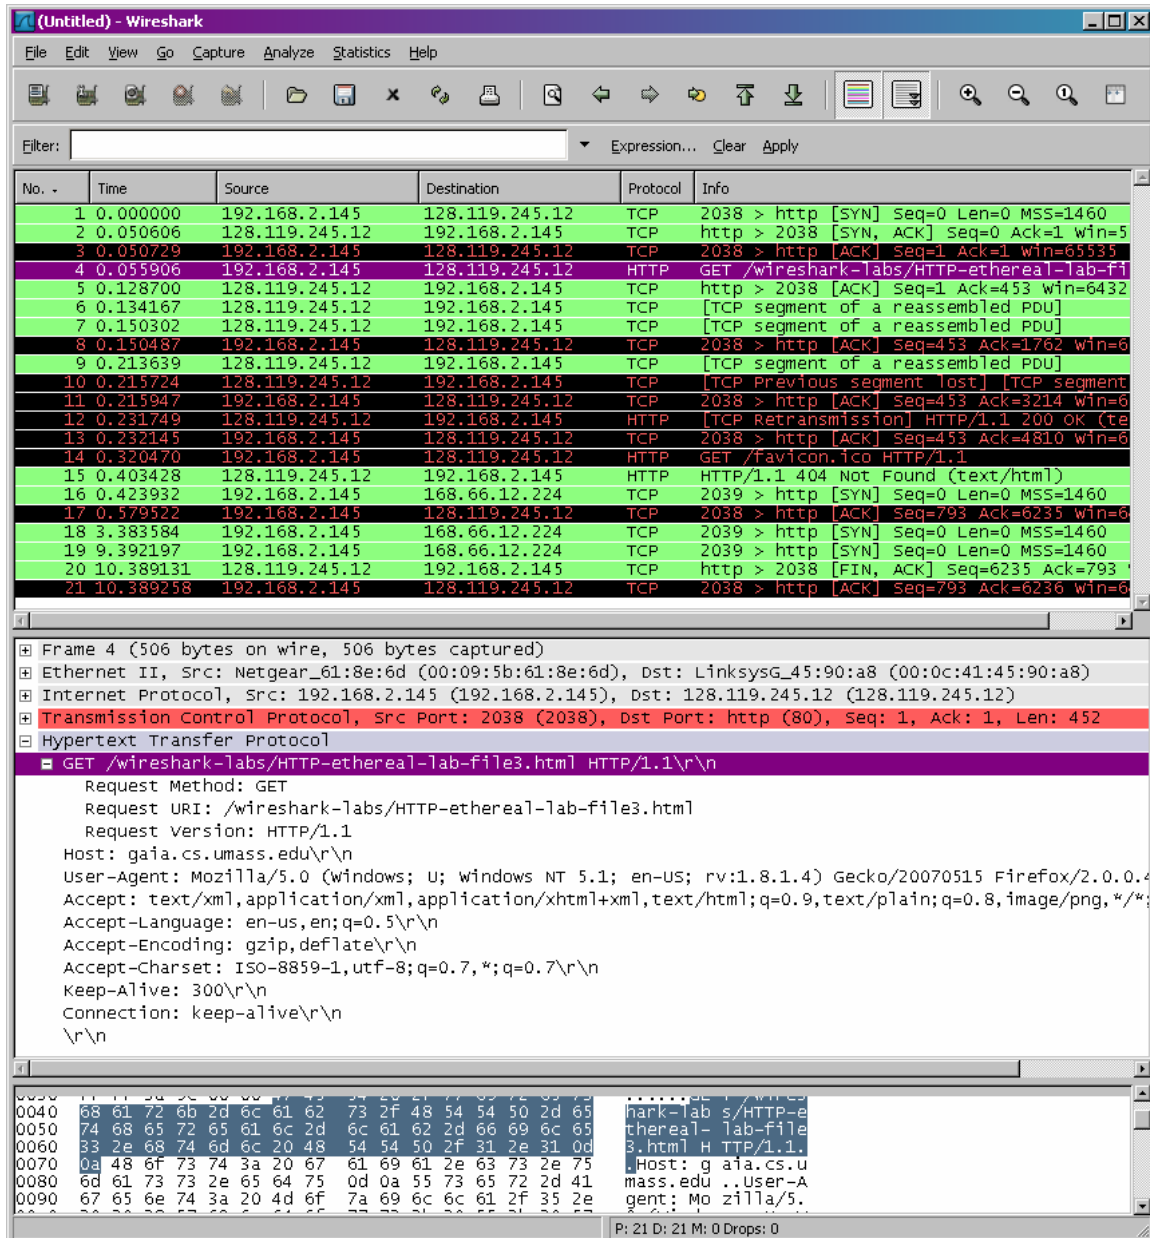 (Untitled) - Wireshark
File Edit View Go Capture Analyze Statistics Help
Filter: Expression... Clear Apply
No. - Time Source Destination Protocol Info
1 0.000000 192.168.2.145 128.119.245.12 TCP 2038 > http [SYN] Seq=0 Len=0 MSS=1460
2 0.050606 128.119.245.12 192.168.2.145 TCP http > 2038 [SYN, ACK] Seq=0 Ack=1 Win=5
3 0.050729 192.168.2.145 128.119.245.12 TCP 2038 > http [ACK] Seq=1 Ack=1 Win=65535
4 0.055906 192.168.2.145 128.119.245.12 HTTP GET /wireshark-labs/HTTP-ethereal-lab-fi
5 0.128700 128.119.245.12 192.168.2.145 TCP http > 2038 [ACK] Seq=1 Ack=453 Win=6432
6 0.134167 128.119.245.12 192.168.2.145 TCP [TCP segment of a reassembled PDU]
7 0.150302 128.119.245.12 192.168.2.145 TCP [TCP segment of a reassembled PDU]
8 0.150487 192.168.2.145 128.119.245.12 TCP 2038 > http [ACK] Seq=453 Ack=1762 Win=6
9 0.213639 128.119.245.12 192.168.2.145 TCP [TCP segment of a reassembled PDU]
10 0.215724 128.119.245.12 192.168.2.145 TCP [TCP Previous segment lost] [TCP segment
11 0.215947 192.168.2.145 128.119.245.12 TCP 2038 > http [ACK] Seq=453 Ack=3214 Win=6
12 0.231749 128.119.245.12 192.168.2.145 HTTP [TCP Retransmission] HTTP/1.1 200 OK (te
13 0.232145 192.168.2.145 128.119.245.12 TCP 2038 > http [ACK] Seq=453 Ack=4810 Win=6
14 0.320470 192.168.2.145 128.119.245.12 HTTP GET /favicon.ico HTTP/1.1
15 0.403428 128.119.245.12 192.168.2.145 HTTP HTTP/1.1 404 Not Found (text/html)
16 0.423932 192.168.2.145 168.66.12.224 TCP 2039 > http [SYN] Seq=0 Len=0 MSS=1460
17 0.579522 192.168.2.145 128.119.245.12 TCP 2038 > http [ACK] Seq=793 Ack=6235 Win=6
18 3.383584 192.168.2.145 168.66.12.224 TCP 2039 > http [SYN] Seq=0 Len=0 MSS=1460
19 9.392197 192.168.2.145 168.66.12.224 TCP 2039 > http [SYN] Seq=0 Len=0 MSS=1460
20 10.389131 128.119.245.12 192.168.2.145 TCP http > 2038 [FIN, ACK] Seq=6235 Ack=793
21 10.389258 192.168.2.145 128.119.245.12 TCP 2038 > http [ACK] Seq=793 Ack=6236 Win=6
Frame 4 (506 bytes on wire, 506 bytes captured)
Ethernet II, Src: Netgear_61:8e:6d (00:09:5b:61:8e:6d), Dst: LinksysG_45:90:a8 (00:0c:41:45:90:a8)
Internet Protocol, Src: 192.168.2.145 (192.168.2.145), Dst: 128.119.245.12 (128.119.245.12)
Transmission Control Protocol, Src Port: 2038 (2038), Dst Port: http (80), Seq: 1, Ack: 1, Len: 452
Hypertext Transfer Protocol
GET /wireshark-labs/HTTP-ethereal-lab-file3.html HTTP/1.1\r\n
Request Method: GET
Request URI: /wireshark-labs/HTTP-ethereal-lab-file3.html
Request Version: HTTP/1.1
Host: gaia.cs.umass.edu\r\n
User-Agent: Mozilla/5.0 (Windows; U; Windows NT 5.1; en-US; rv:1.8.1.4) Gecko/20070515 Firefox/2.0.0.4
Accept: text/xml,application/xml,application/xhtml+xml,text/html;q=0.9,text/plain;q=0.8,image/png,*/*;
Accept-Language: en-us,en;q=0.5\r\n
Accept-Encoding: gzip,deflate\r\n
Accept-Charset: ISO-8859-1,utf-8;q=0.7,*;q=0.7\r\n
Keep-Alive: 300\r\n
Connection: keep-alive\r\n
\r\n
0040 68 61 72 6b 2d 6c 61 62 73 2f 48 54 54 50 2d 65 hark-lab s/HTTP-e
0050 74 68 65 72 65 61 6c 2d 6c 61 62 2d 66 69 6c 65 thereal- lab-file
0060 33 2e 68 74 6d 6c 20 48 54 54 50 2f 31 2e 31 0d 3.html H TTP/1.1.
0070 0a 48 6f 73 74 3a 20 67 61 69 61 2e 63 73 2e 75 .Host: g aia.cs.u
0080 6d 61 73 73 2e 65 64 75 0d 0a 55 73 65 72 2d 41 mass.edu ..User-A
0090 67 65 6e 74 3a 20 4d 6f 7a 69 6c 6c 61 2f 35 2e gent: Mo zilla/5.
P: 21 D: 21 M: 0 Drops: 0